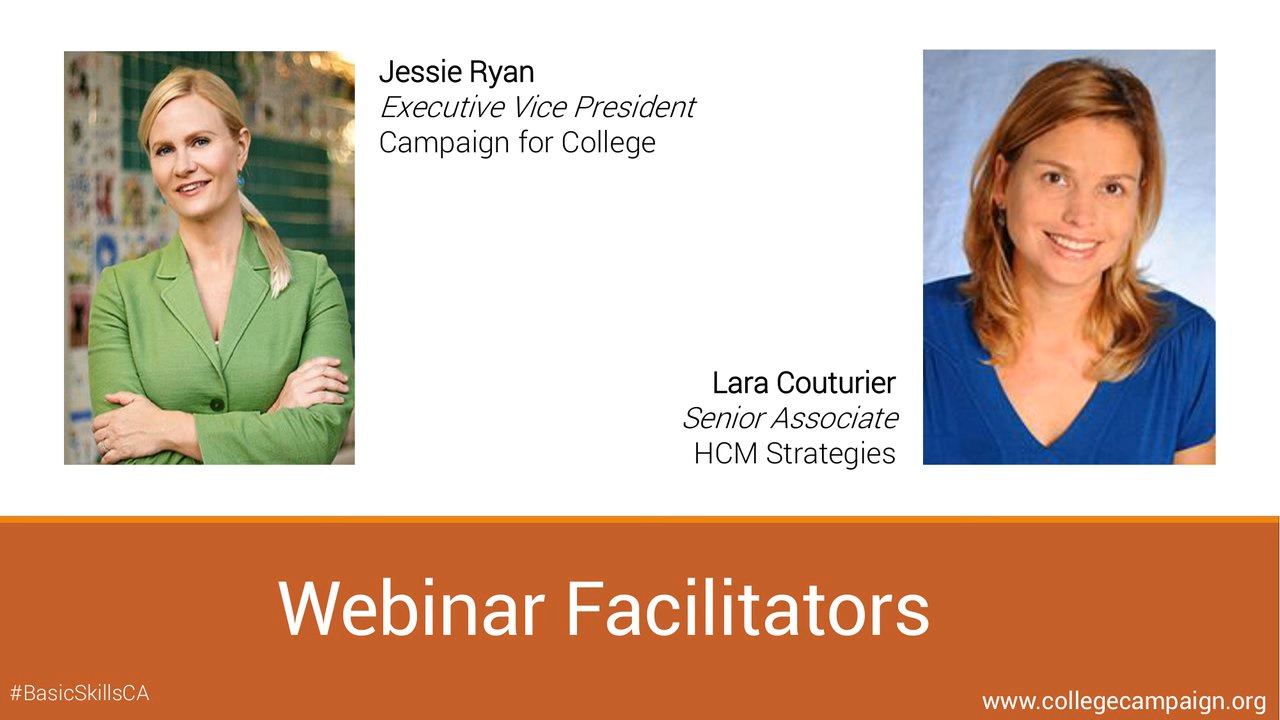 Jessie Ryan
Executive Vice President
Campaign for College
Lara Couturier
Senior Associate
HCM Strategies
Webinar Facilitators
#BasicSkillsCA
www.collegecampaign.org